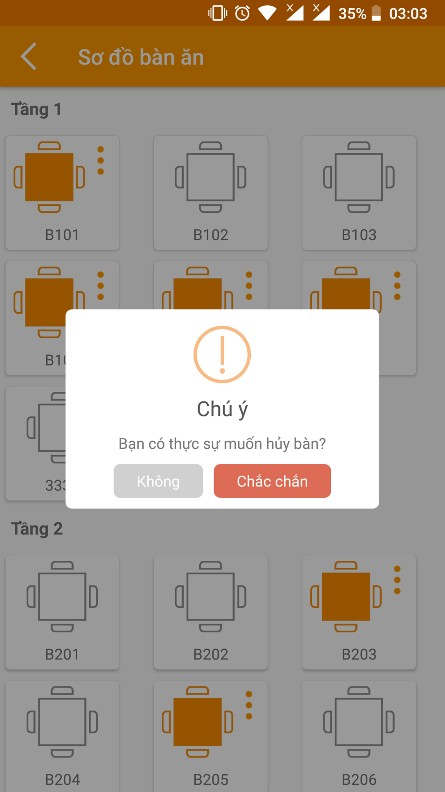 35% 03:03
Sơ đồ bàn ăn
Tầng 1
B101 B102 B103
Chú ý
Bạn có thực sự muốn hủy bàn?
Không Chắc chắn
Tầng 2
B201 B202 B203
B204 B205 B206